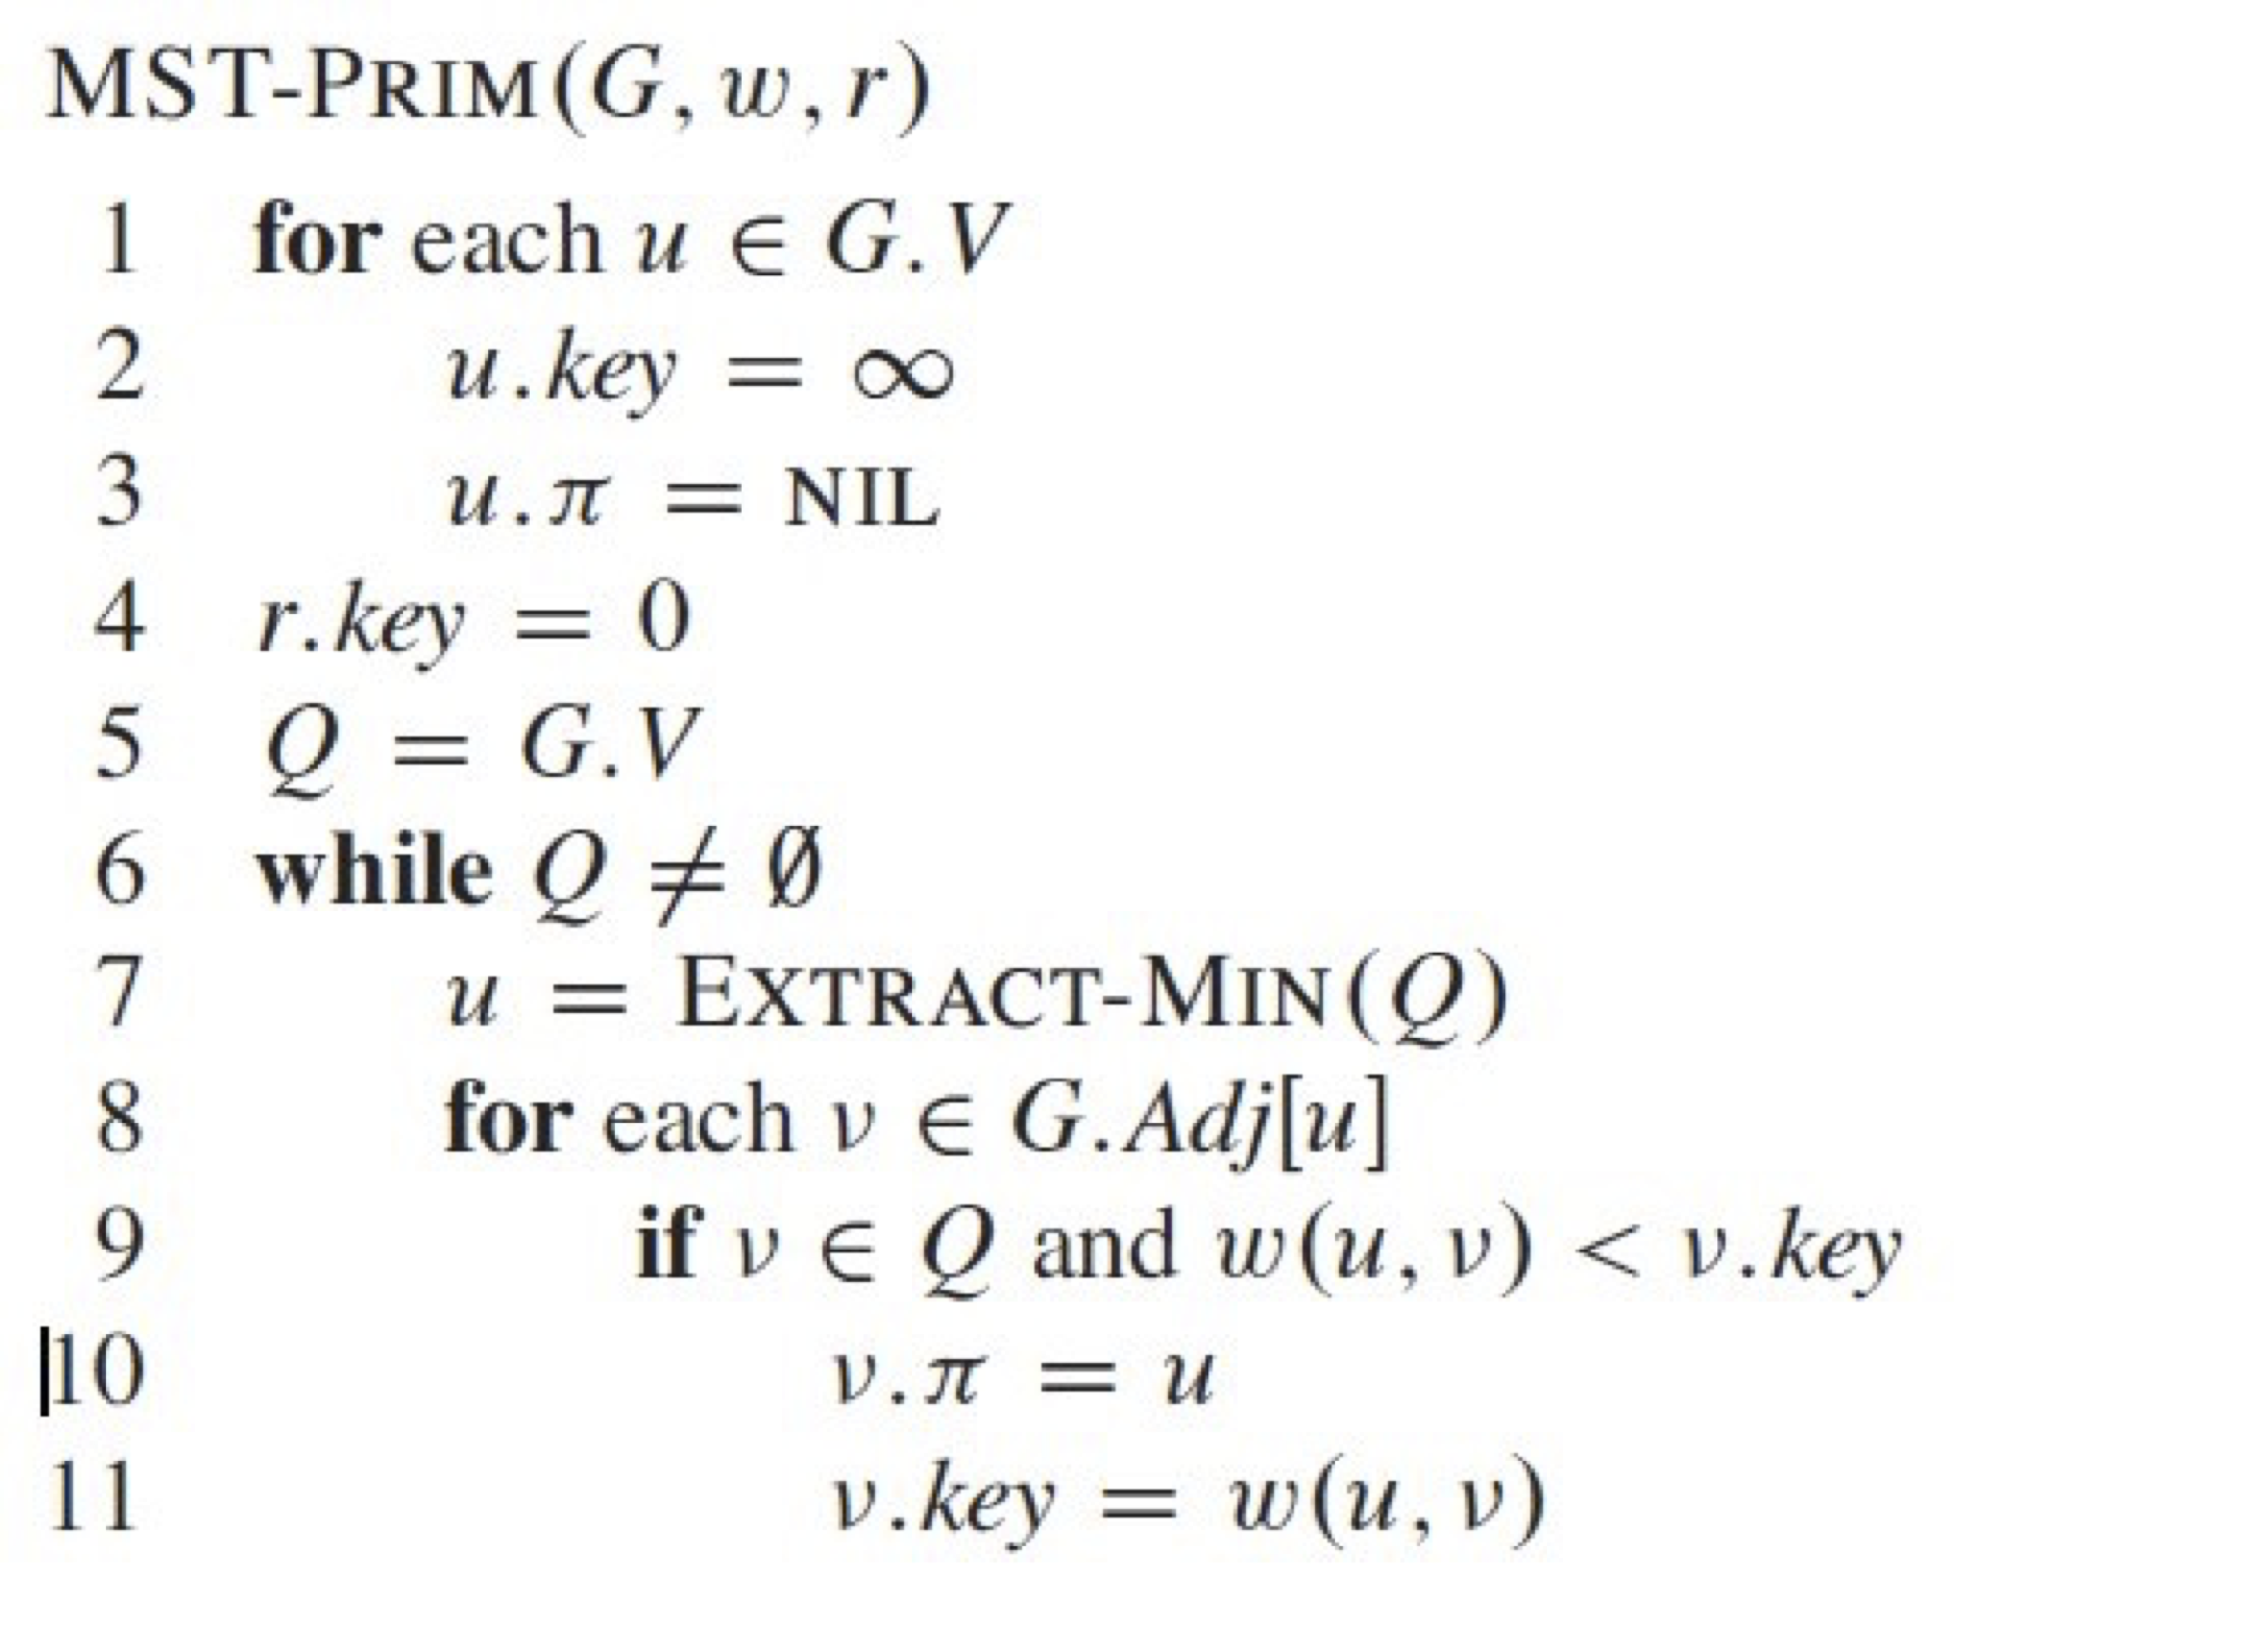 MST-PRIM(G, w, r)
1 for each u ∈ G.V
2 u.key = ∞
3 u.π = NIL
4 r.key = 0
5 Q = G.V
6 while Q ≠ ∅
7 u = EXTRACT-MIN(Q)
8 for each v ∈ G.Adj[u]
9 if v ∈ Q and w(u, v) < v.key
10 v.π = u
11 v.key = w(u, v)